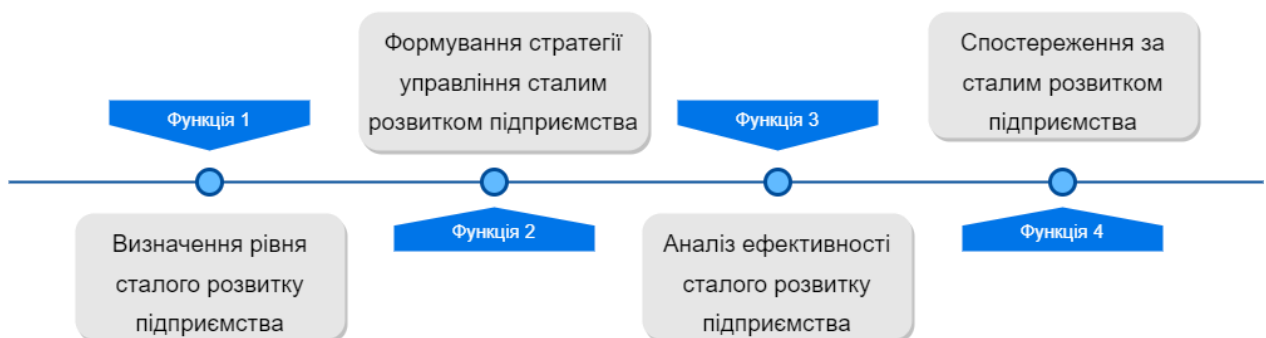 Функція 1
Визначення рівня
сталого розвитку
підприємства
Формування стратегії
управління сталим
розвитком підприємства
Функція 2
Функція 3
Аналіз ефективності
сталого розвитку
підприємства
Спостереження за
сталим розвитком
підприємства
Функція 4